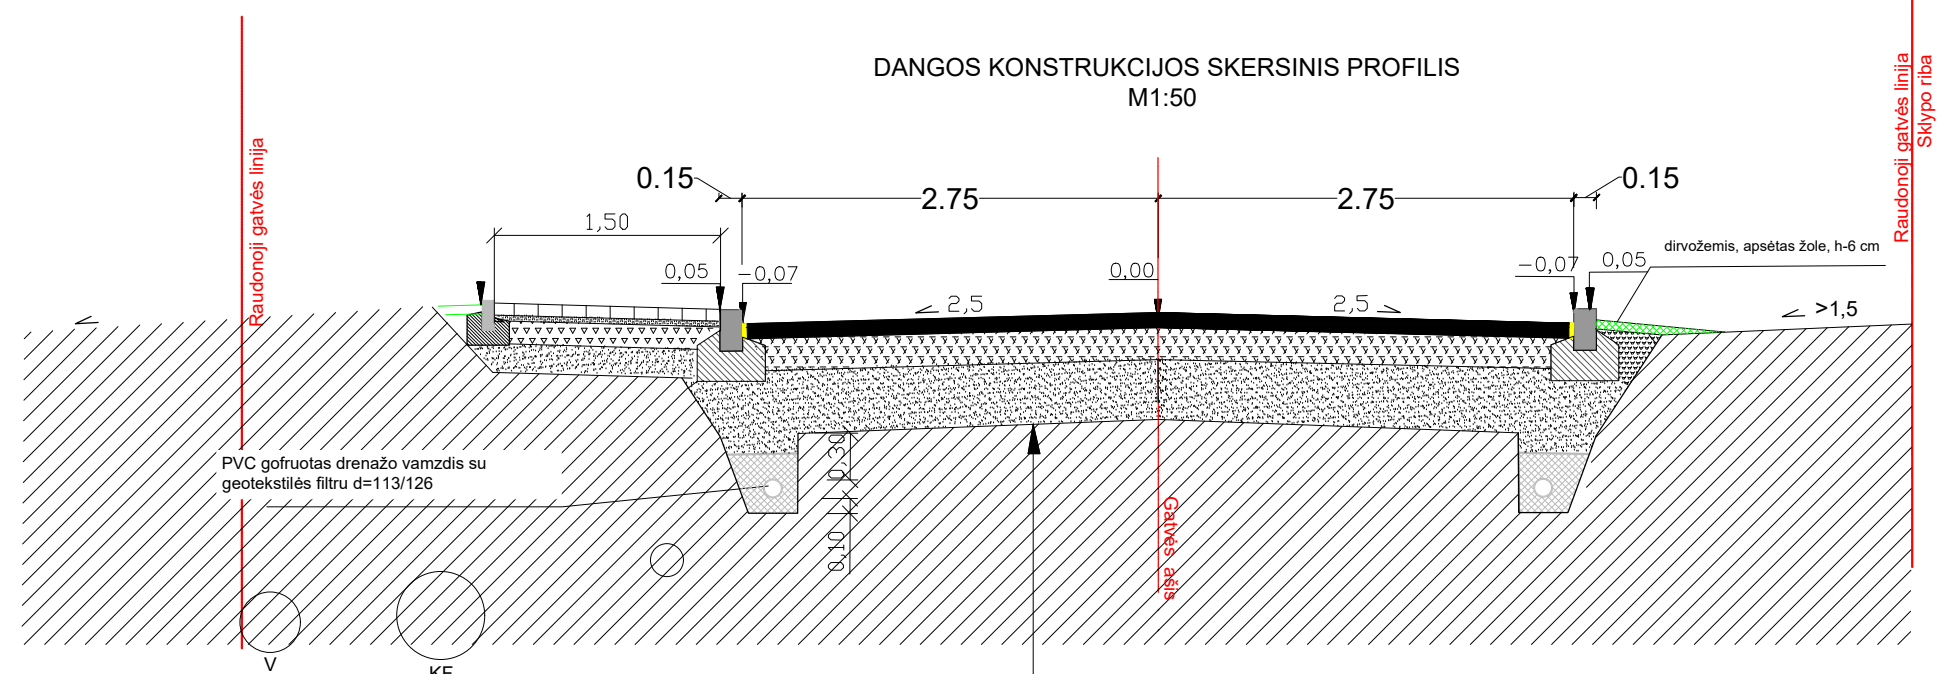 DANGOS KONSTRUKCIJOS SKERSINIS PROFILIS
M1:50
Raudonoji gatvės linija
Raudonoji gatvės linija
Sklypo riba
0.15
2.75
2.75
0.15
1,50
0,05
-0,07
0,00
-0,07
0,05
dirvožemis, apsėtas žole, h-6 cm
2,5
2,5
>1,5
PVC gofruotas drenažo vamzdis su
geotekstilės filtru d=113/126
0,30
0,10
Gatvės ašis
V